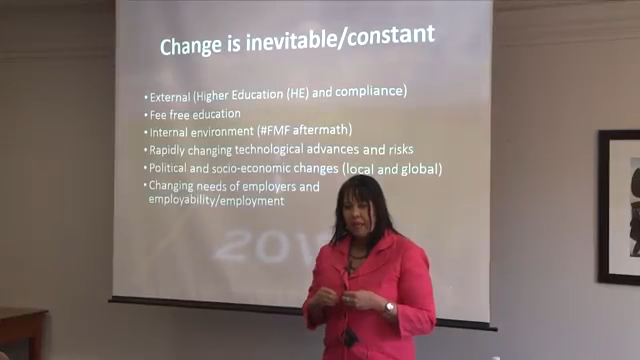 Change is inevitable/constant
• External (Higher Education (HE) and compliance)
• Fee free education
• Internal environment (#FMF aftermath)
• Rapidly changing technological advances and risks
• Political and socio-economic changes (local and global)
• Changing needs of employers and
employability/employment